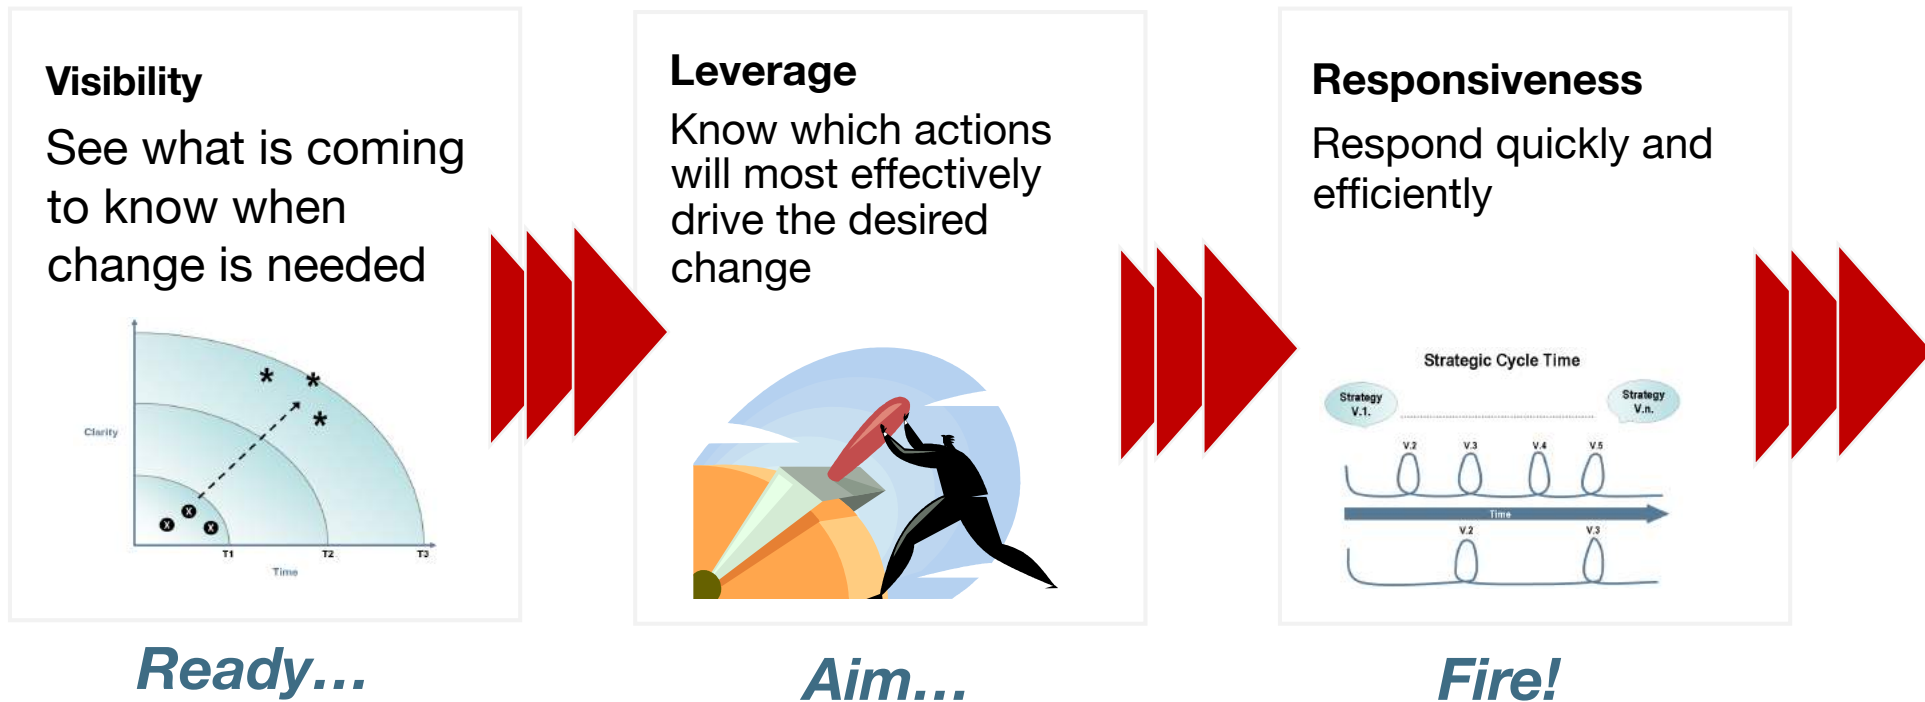 Visibility
See what is coming
to know when
change is needed
Clarity
*
*
*
X
X
X
T1
T2
T3
Time
Ready...
Leverage
Know which actions
will most effectively
drive the desired
change
Aim...
Responsiveness
Respond quickly and
efficiently
Strategic Cycle Time
Strategy
V.1.
Strategy
V.n.
V.2
V.3
V.4
V.5
Time
V.2
V.3
Fire!